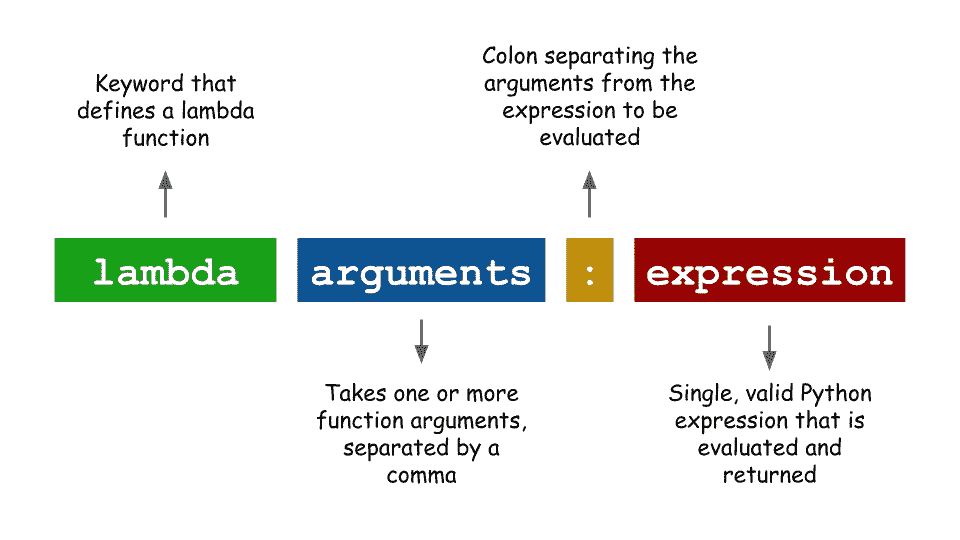 Keyword that
defines a lambda
function
Colon separating the
arguments from the
expression to be
evaluated
lambda arguments : expression
Takes one or more
function arguments,
separated by a
comma
Single, valid Python
expression that is
evaluated and
returned